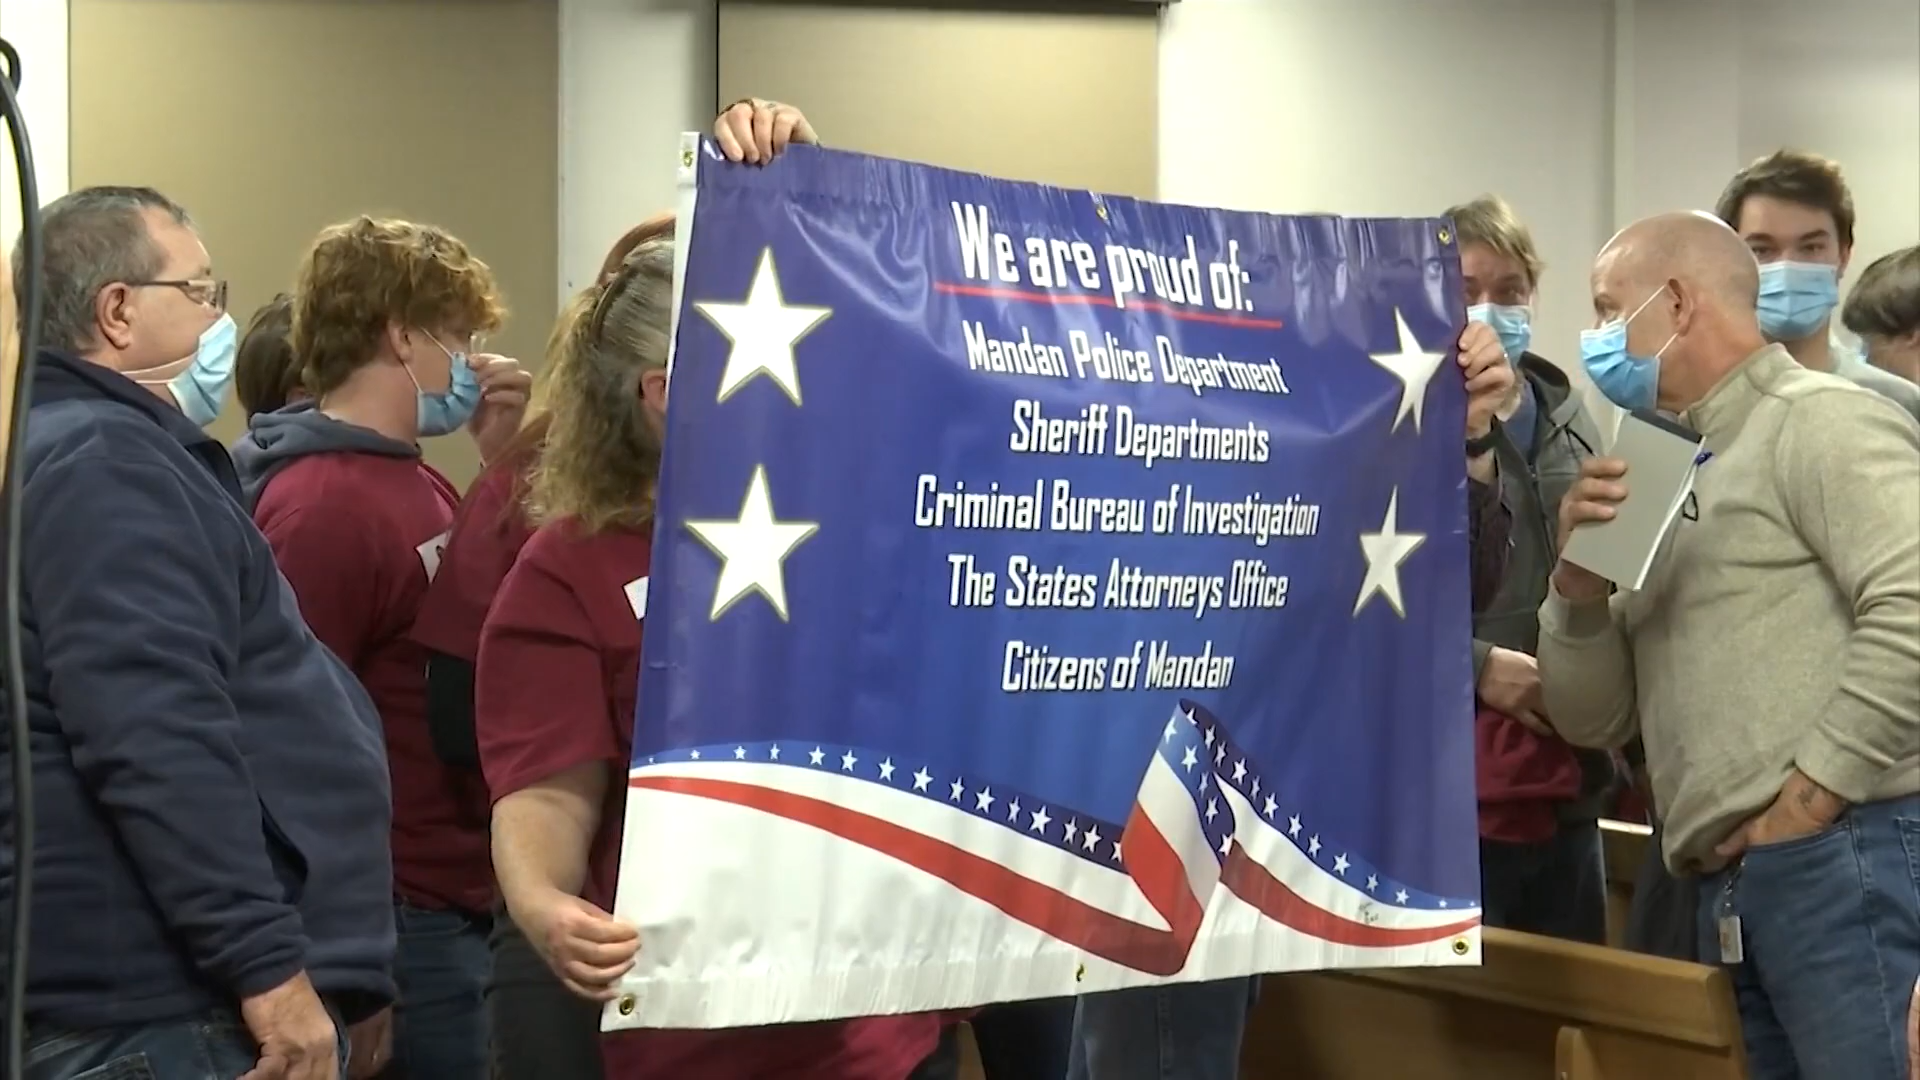 We are proud of:
Mandan Police Department
Sheriff Departments
Criminal Bureau of Investigation
The States Attorneys Office
Citizens of Mandan